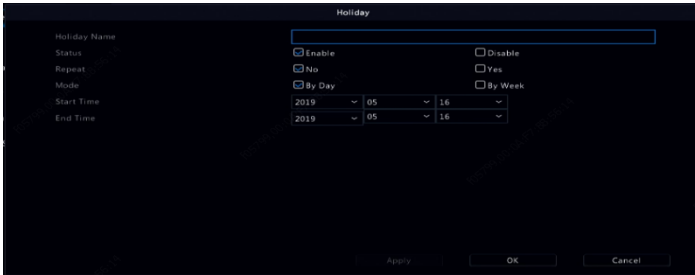 Holiday
Holiday Name
Status Enable Disable
Repeat No Yes
Mode By Day By Week
Start Time 2019 05 16
End Time 2019 05 16
Apply OK Cancel